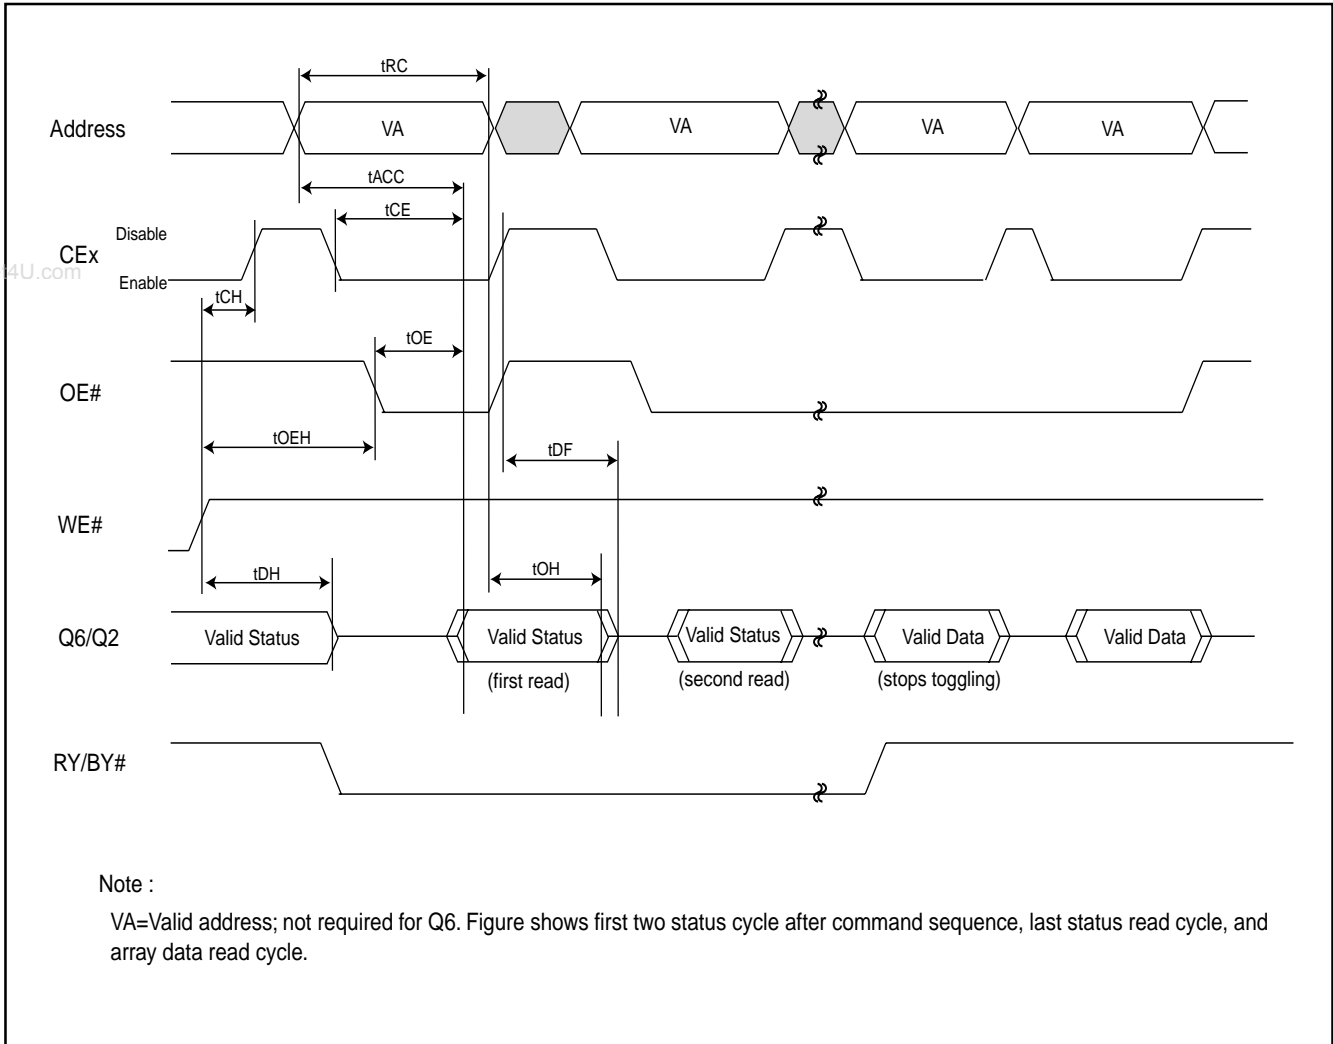 tRC
Address
VA
VA
VA
VA
tACC
tCE
Disable
CEx
t4U.com
Enable
tCH
tOE
OE#
tOEH
tDF
WE#
tDH
tOH
Q6/Q2
Valid Status
Valid Status
Valid Status
Valid Data
Valid Data
(first read)
(second read)
(stops toggling)
RY/BY#
Note :
VA=Valid address; not required for Q6. Figure shows first two status cycle after command sequence, last status read cycle, and
array data read cycle.